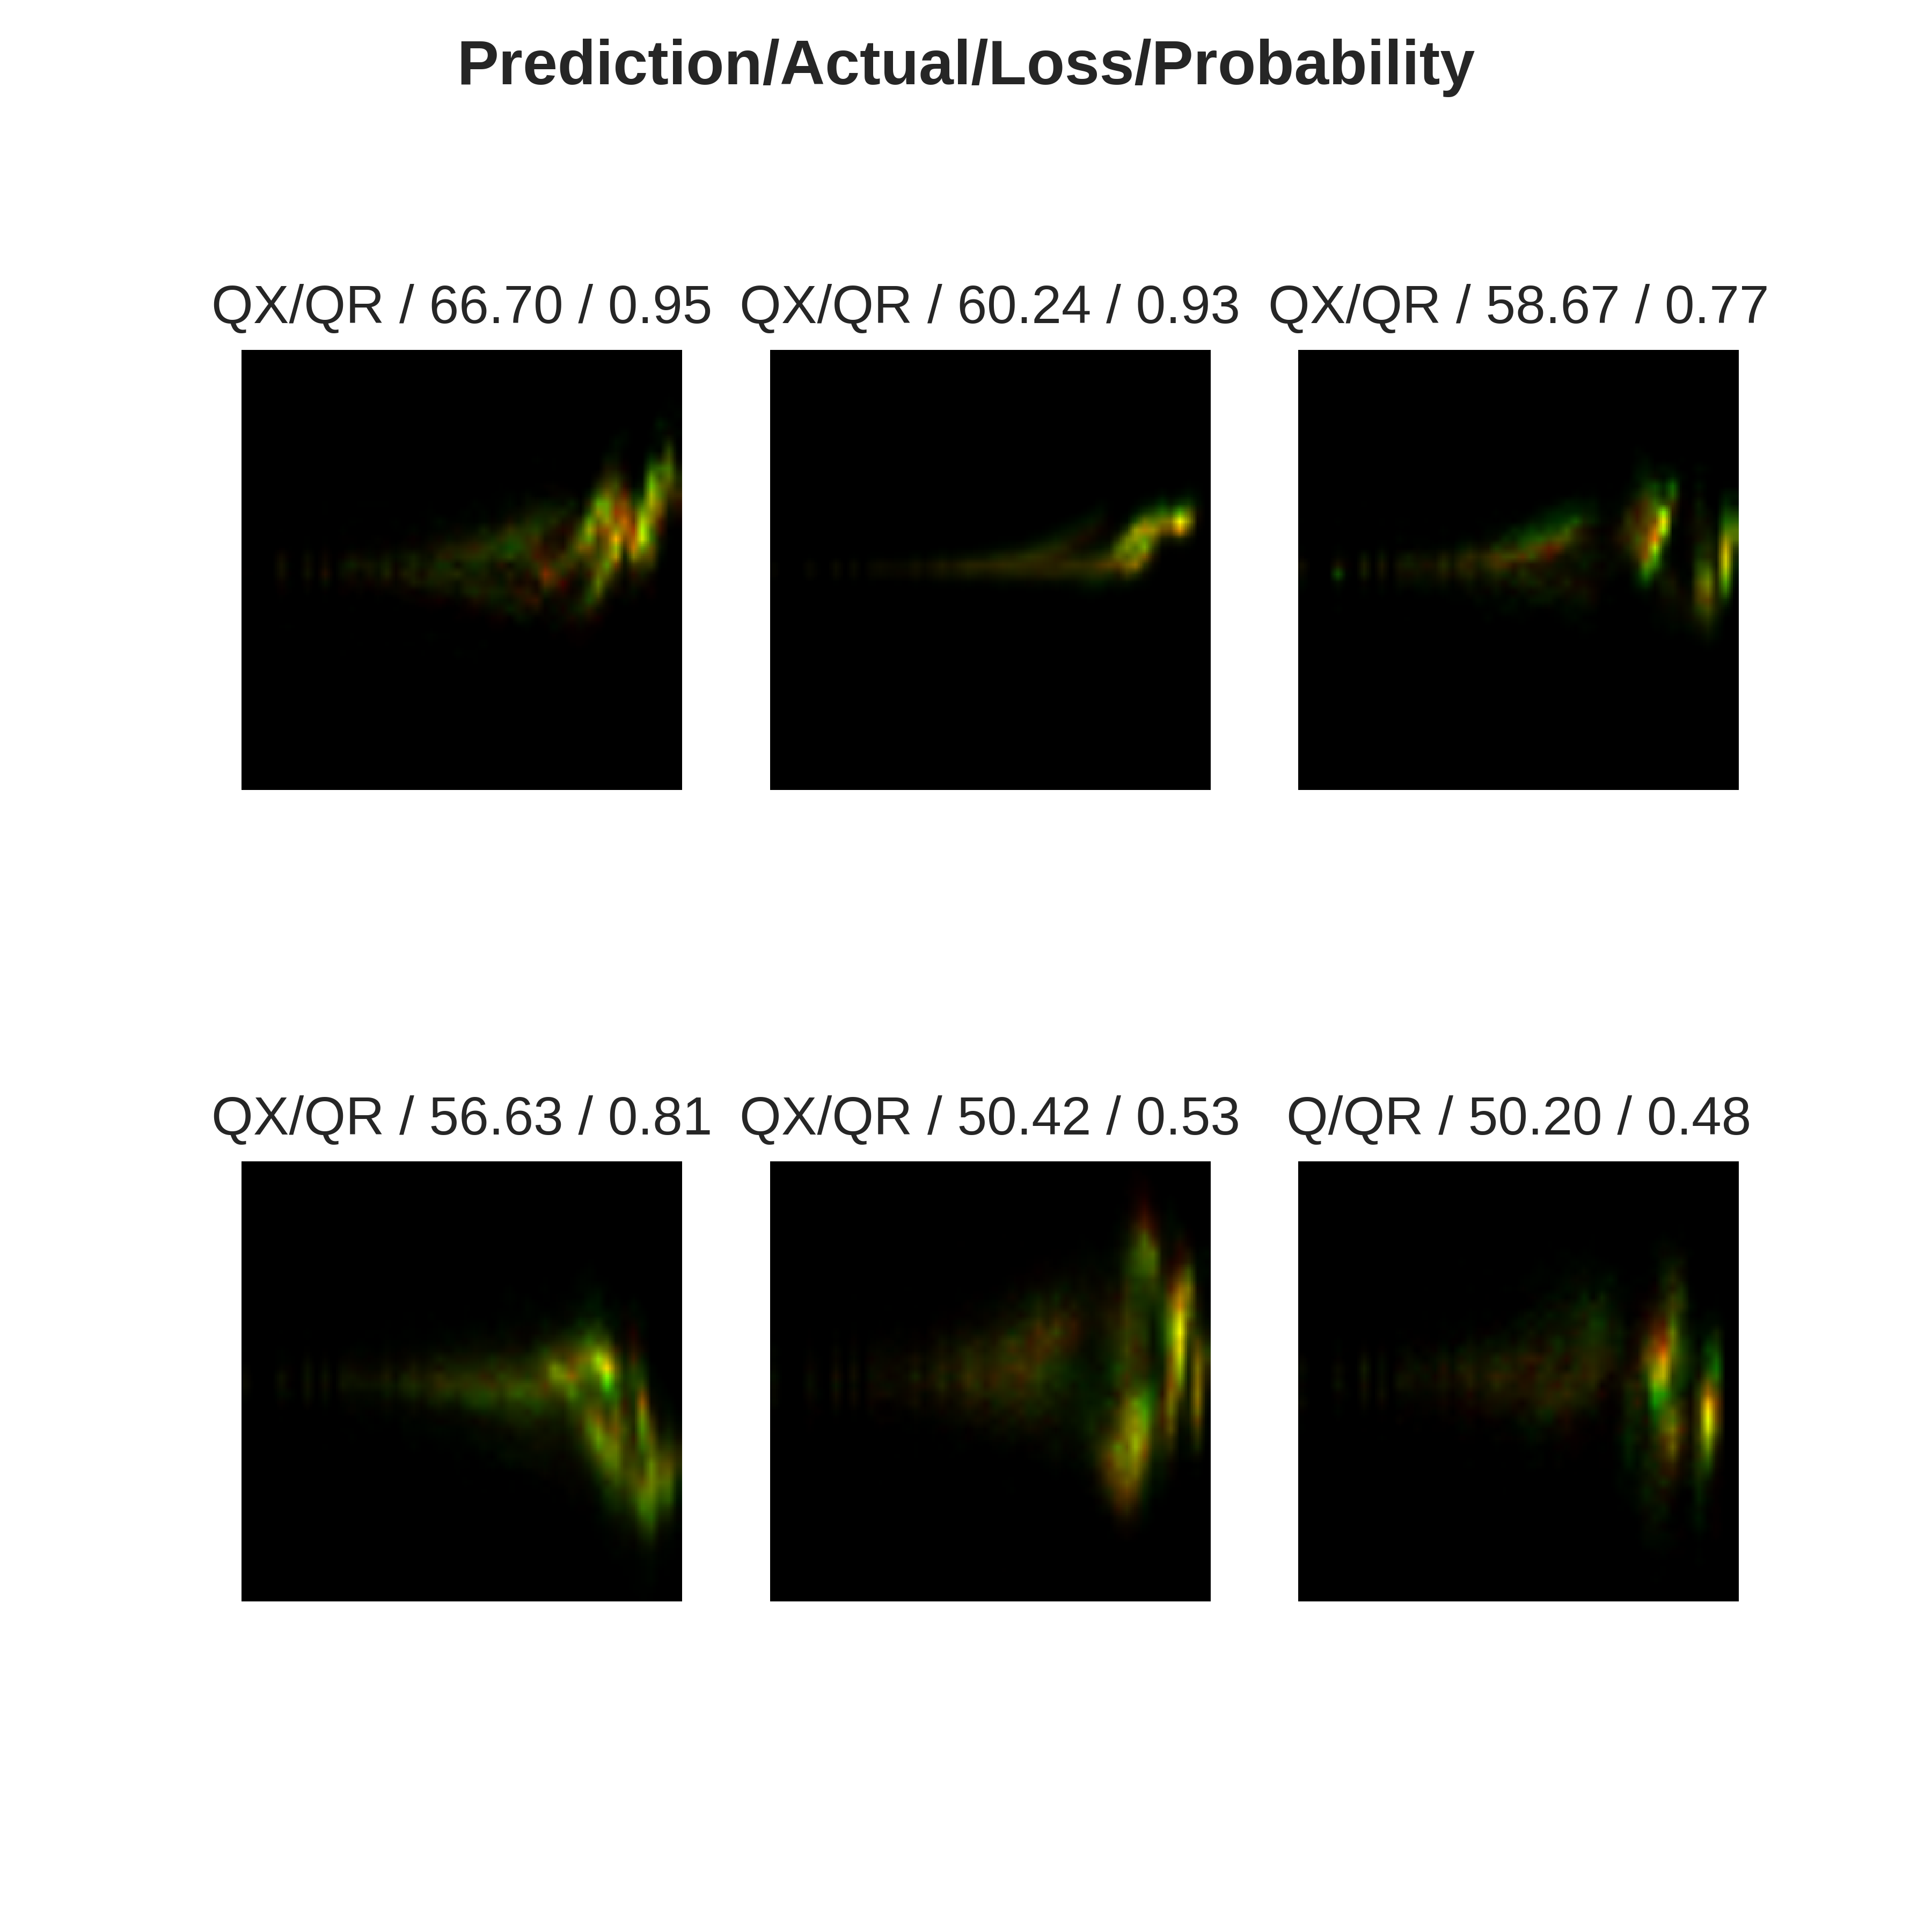 Prediction/Actual/Loss/Probability
QX/QR / 66.70 / 0.95 QX/QR / 60.24 / 0.93 QX/QR / 58.67 / 0.77
QX/QR / 56.63 / 0.81 QX/QR / 50.42 / 0.53 Q/QR / 50.20 / 0.48